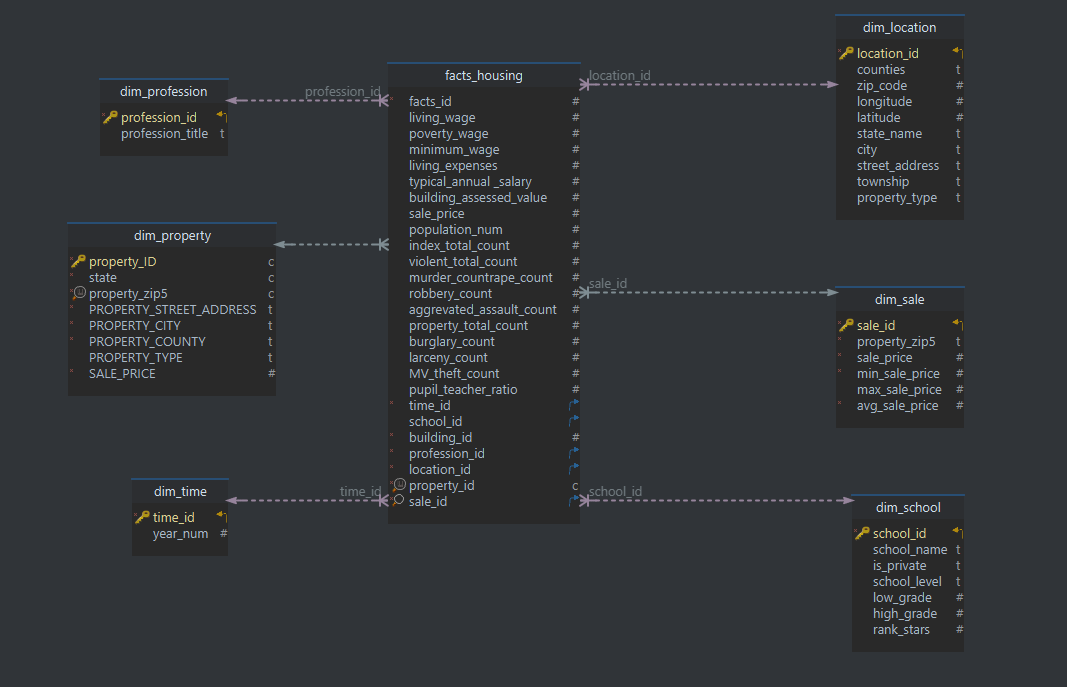 dim_profession
profession_id t
profession_title t
dim_property
property_ID c
state c
property_zip5 c
PROPERTY_STREET_ADDRESS t
PROPERTY_CITY t
PROPERTY_COUNTY t
PROPERTY_TYPE t
SALE_PRICE #
dim_time
time_id
year_num #
profession_id
time_id
facts_housing
facts_id #
living_wage #
poverty_wage #
minimum_wage #
living_expenses #
typical_annual _salary #
building_assessed_value #
sale_price #
population_num #
index_total_count #
violent_total_count #
murder_countrape_count #
robbery_count #
aggrevated_assault_count #
property_total_count #
burglary_count #
larceny_count #
MV_theft_count #
pupil_teacher_ratio #
time_id
school_id
building_id #
profession_id
location_id
property_id c
sale_id
location_id
sale_id
school_id
dim_location
location_id
counties t
zip_code #
longitude #
latitude #
state_name t
city t
street_address t
township t
property_type t
dim_sale
sale_id
property_zip5 t
sale_price #
min_sale_price #
max_sale_price #
avg_sale_price #
dim_school
school_id
school_name t
is_private t
school_level t
low_grade #
high_grade #
rank_stars #